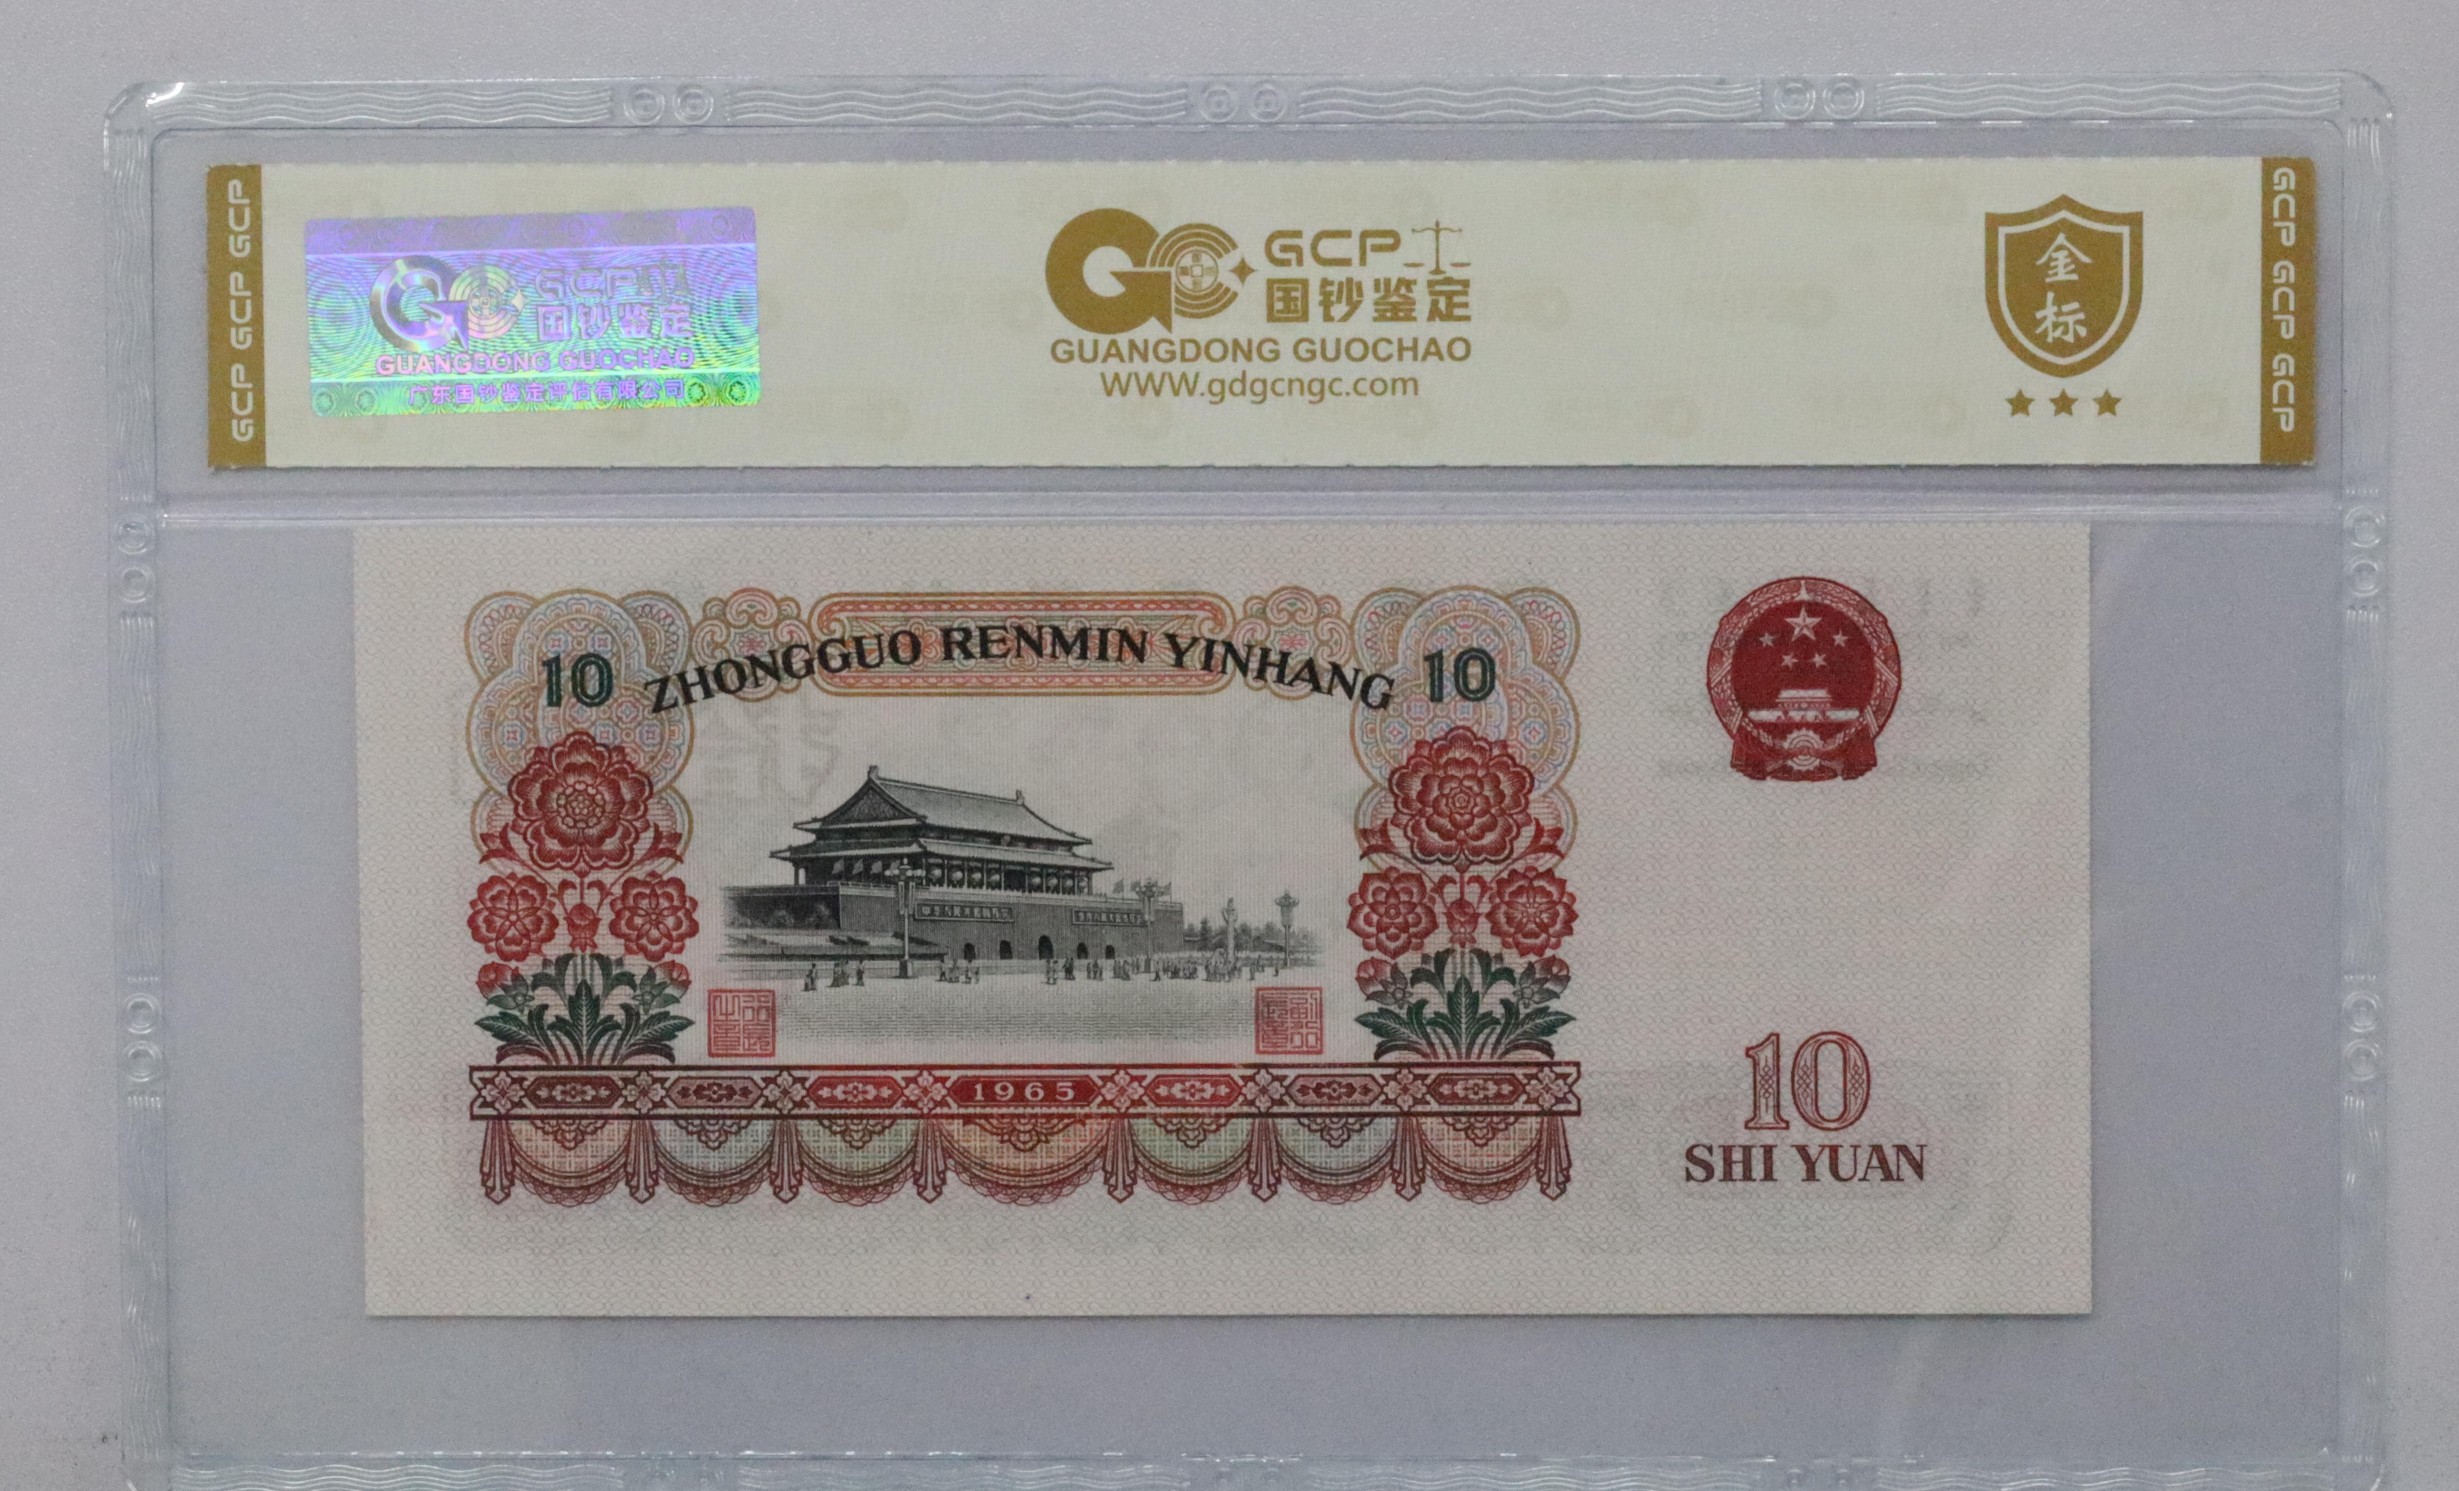 GCP GCP GCP
GCP 国钞鉴定
GUANGDONG GUOCHAO
广东国钞鉴定评估有限公司
GCP
国钞鉴定
GUANGDONG GUOCHAO
WWW.gdgcngc.com
金标
GCP GCP GCP
10 ZHONGGUO RENMIN YINHANG 10
1965
10
SHI YUAN